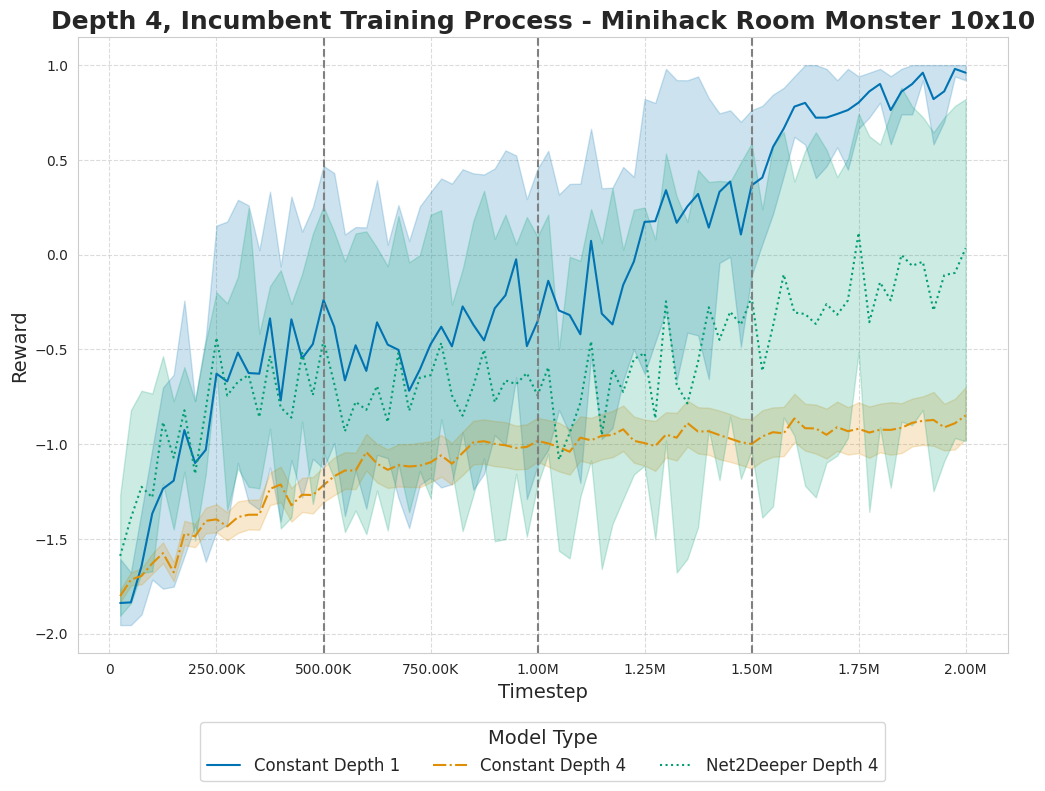 Depth 4, Incumbent Training Process - Minihack Room Monster 10x10
1.0
0.5
0.0
−0.5
−1.0
−1.5
−2.0
Reward
0 250.00K 500.00K 750.00K 1.00M 1.25M 1.50M 1.75M 2.00M
Timestep
Model Type
Constant Depth 1 Constant Depth 4 Net2Deeper Depth 4